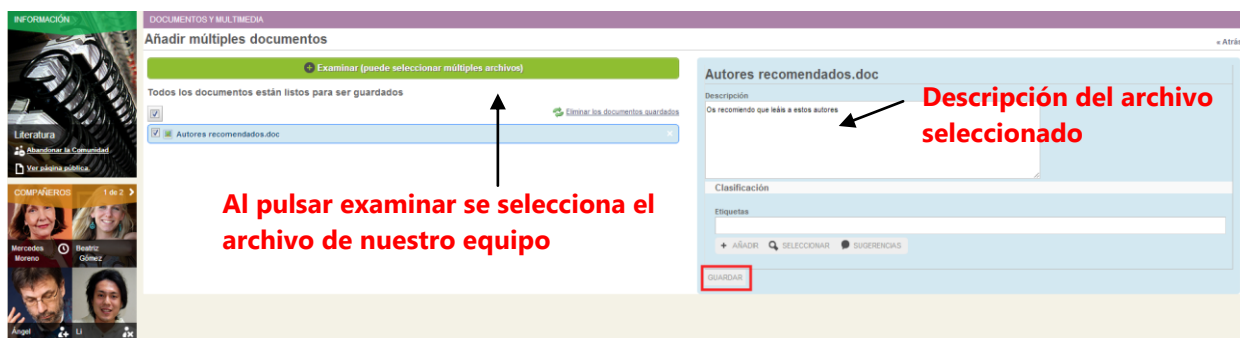 INFORMACIÓN
Literatura
Abandonar la Comunidad
Ver página pública.
COMPAÑEROS 1 de 2
Mercedes Moreno
Beatriz Gómez
Ángel
Li
DOCUMENTOS Y MULTIMEDIA
Añadir múltiples documentos
« Atrás
Examinar (puede seleccionar múltiples archivos)
Todos los documentos están listos para ser guardados
Eliminar los documentos guardados
Autores recomendados.doc
Al pulsar examinar se selecciona el
archivo de nuestro equipo
Autores recomendados.doc
Descripción
Os recomiendo que leáis a estos autores
Descripción del archivo
seleccionado
Clasificación
Etiquetas
+ AÑADIR SELECCIONAR SUGERENCIAS
GUARDAR